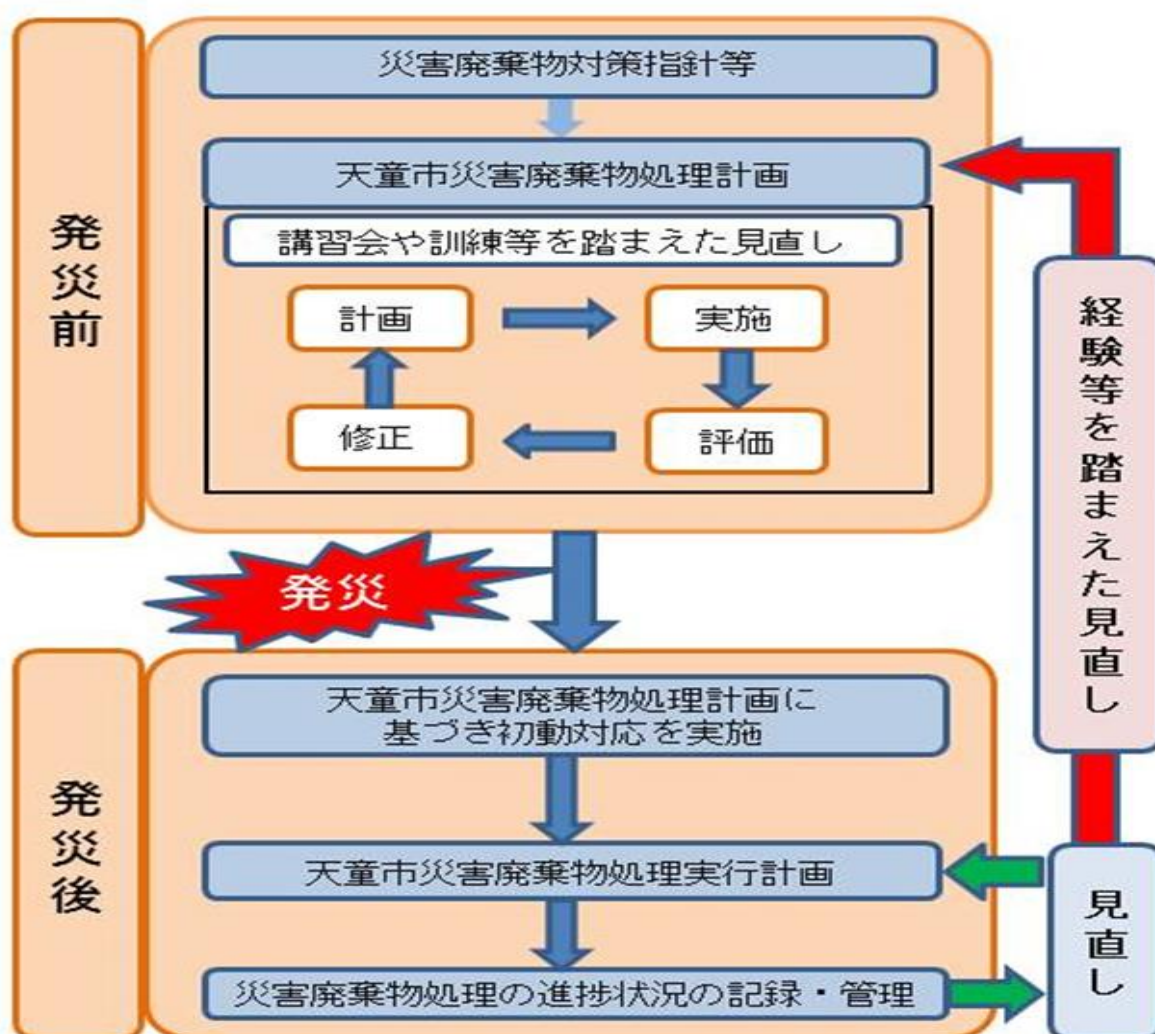 発災前
災害廃棄物対策指針等
天童市災害廃棄物処理計画
講習会や訓練等を踏まえた見直し
計画
実施
修正
評価
発災
経験等を踏まえた見直し
発災後
天童市災害廃棄物処理計画に
基づき初動対応を実施
天童市災害廃棄物処理実行計画
災害廃棄物処理の進捗状況の記録・管理
見直し